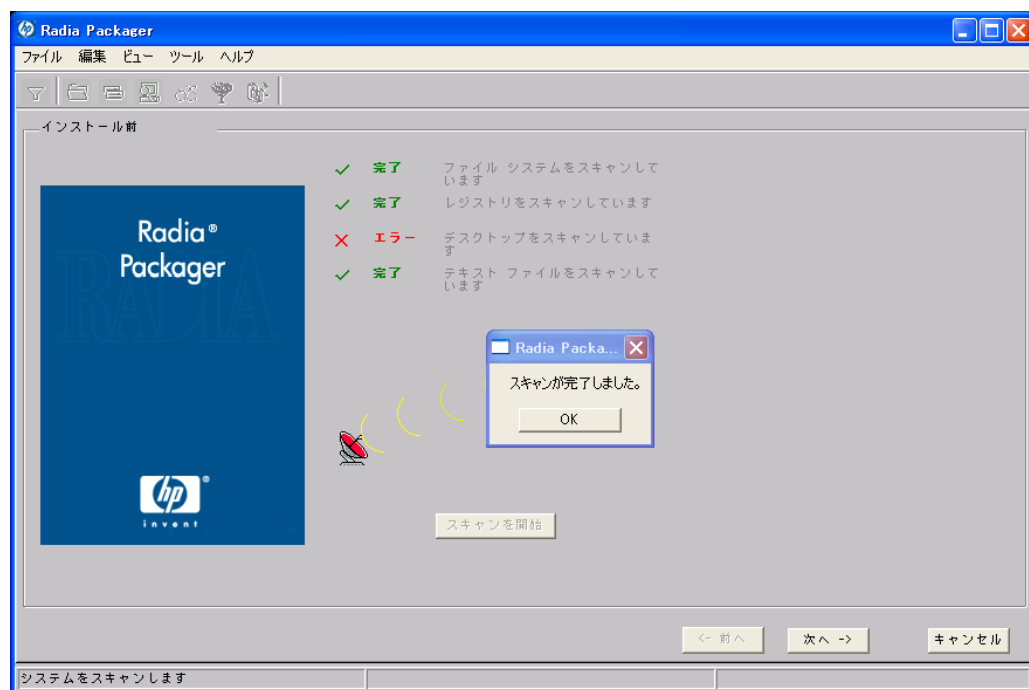 Radia Packager
ファイル 編集 ビュー ツール ヘルプ
インストール前
完了 ファイル システムをスキャンして
います
完了 レジストリをスキャンしています
エラー デスクトップをスキャンしていま
す
完了 テキスト ファイルをスキャンして
います
Radia®
Packager
RADIA
hp®
invent
Radia Packa...
スキャンが完了しました。
OK
スキャンを開始
<- 前へ
次へ ->
キャンセル
システムをスキャンします